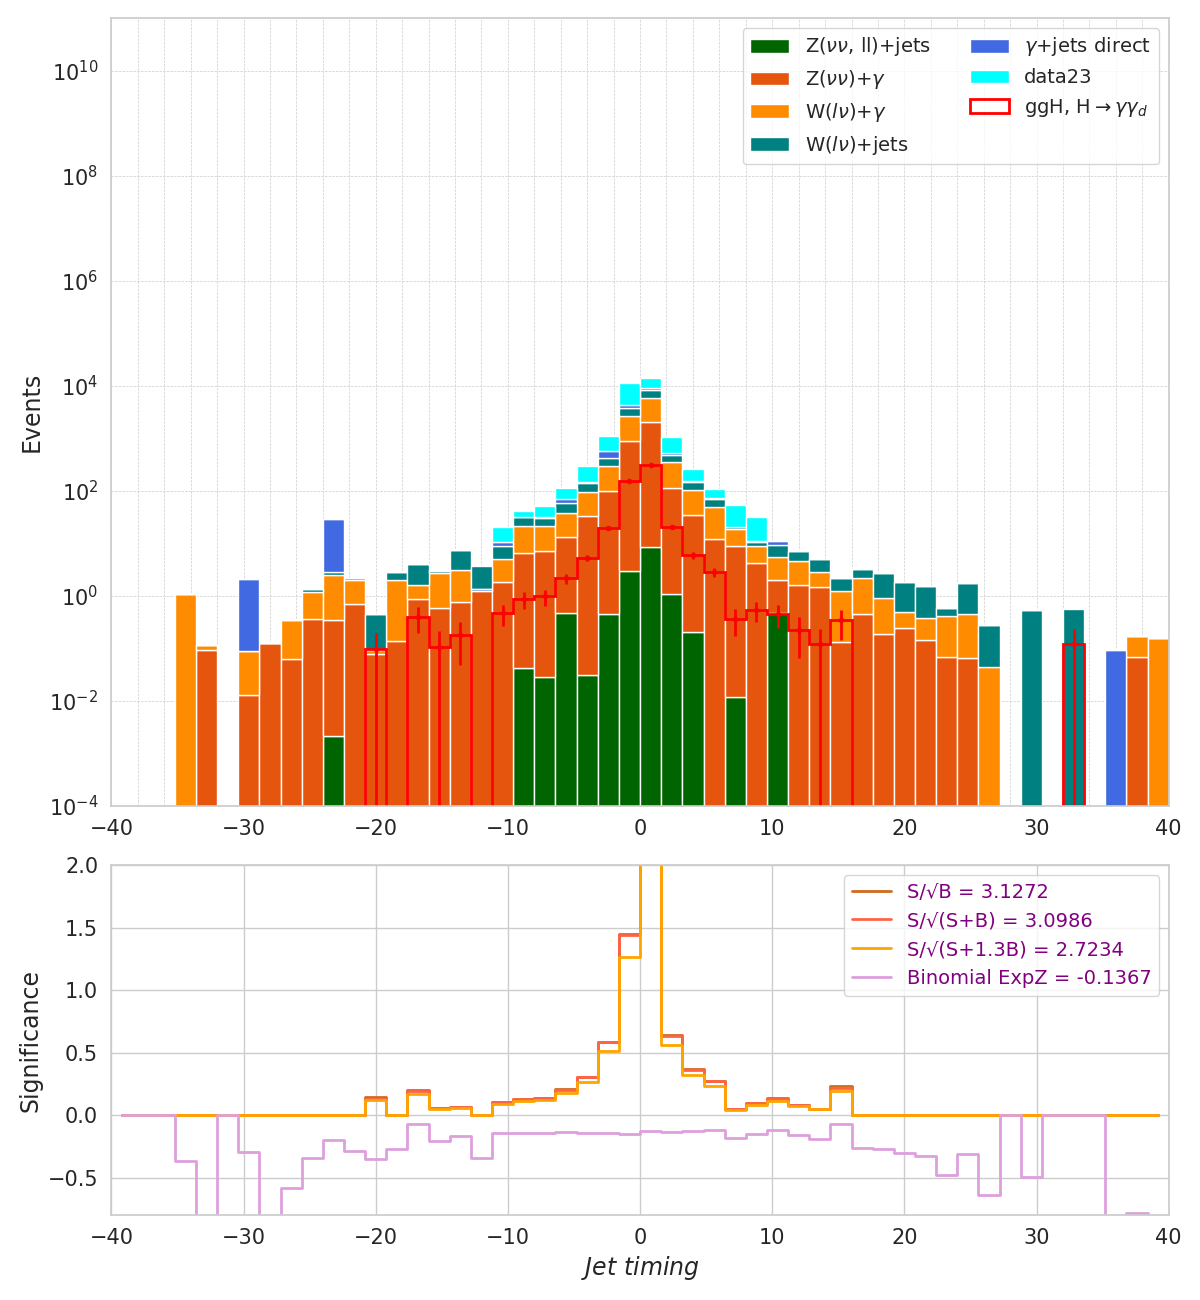 Z(νν, ll)+jets
Z(νν)+γ
W(lν)+γ
W(lν)+jets
γ+jets direct
data23
ggH, H→γγ_d
Events
10^10
10^8
10^6
10^4
10^2
10^0
10^−2
10^−4
−40 −30 −20 −10 0 10 20 30 40
S/√B = 3.1272
S/√(S+B) = 3.0986
S/√(S+1.3B) = 2.7234
Binomial ExpZ = -0.1367
Significance
2.0
1.5
1.0
0.5
0.0
−0.5
−40 −30 −20 −10 0 10 20 30 40
Jet timing